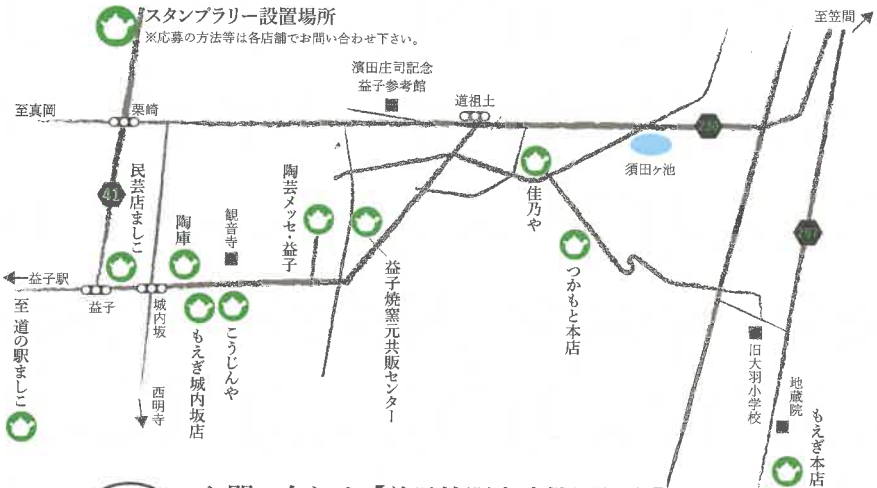 スタンプラリー設置場所
※応募の方法等は各店舗でお問い合わせ下さい。
至笠間
濱田庄司記念
益子参考館
道祖土
至真岡
栗崎
230
須田ヶ池
41
民芸店ましこ
陶庫
観音寺
陶芸メッセ・益子
佳乃や
つかもと本店
益子焼窯元共販センター
益子駅
益子
城内坂
至 道の駅ましこ
もえぎ城内坂店
こうじんや
西明寺
旧大羽小学校
地蔵院
もえぎ本店